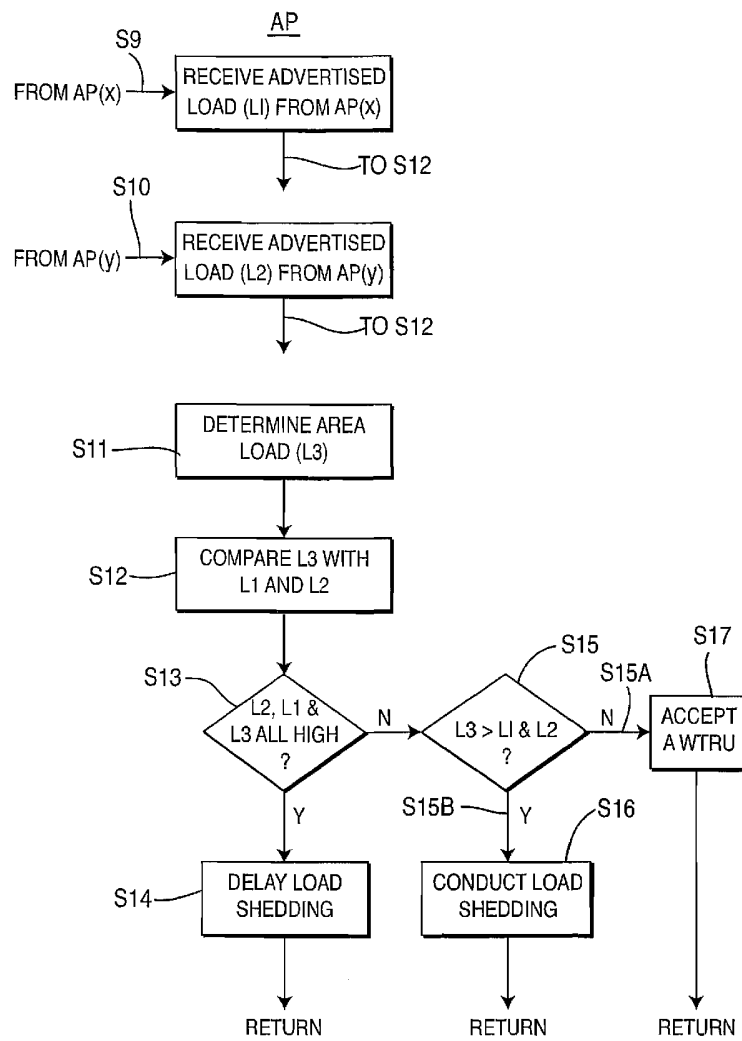 AP
S9
FROM AP(x)
RECEIVE ADVERTISED
LOAD (LI) FROM AP(x)
TO S12
S10
FROM AP(y)
RECEIVE ADVERTISED
LOAD (L2) FROM AP(y)
TO S12
S11
DETERMINE AREA
LOAD (L3)
S12
COMPARE L3 WITH
L1 AND L2
S13
L2, L1 &
L3 ALL HIGH
?
N
Y
S15
L3 > LI & L2
?
S15A
N
S17
ACCEPT
A WTRU
S15B
Y
S16
S14
DELAY LOAD
SHEDDING
CONDUCT LOAD
SHEDDING
RETURN
RETURN
RETURN